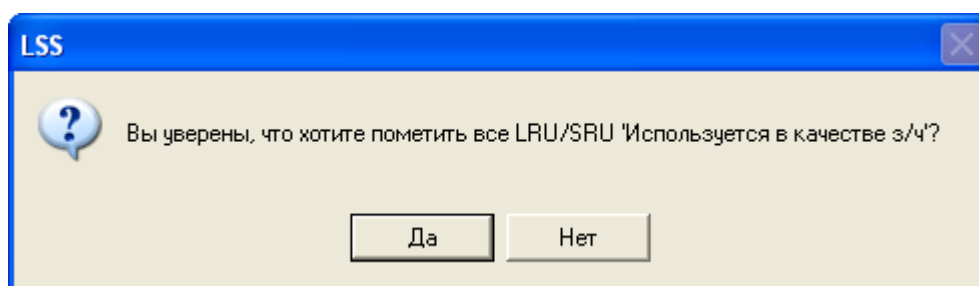 LSS
Вы уверены, что хотите пометить все LRU/SRU 'Используется в качестве з/ч'?
Да
Нет